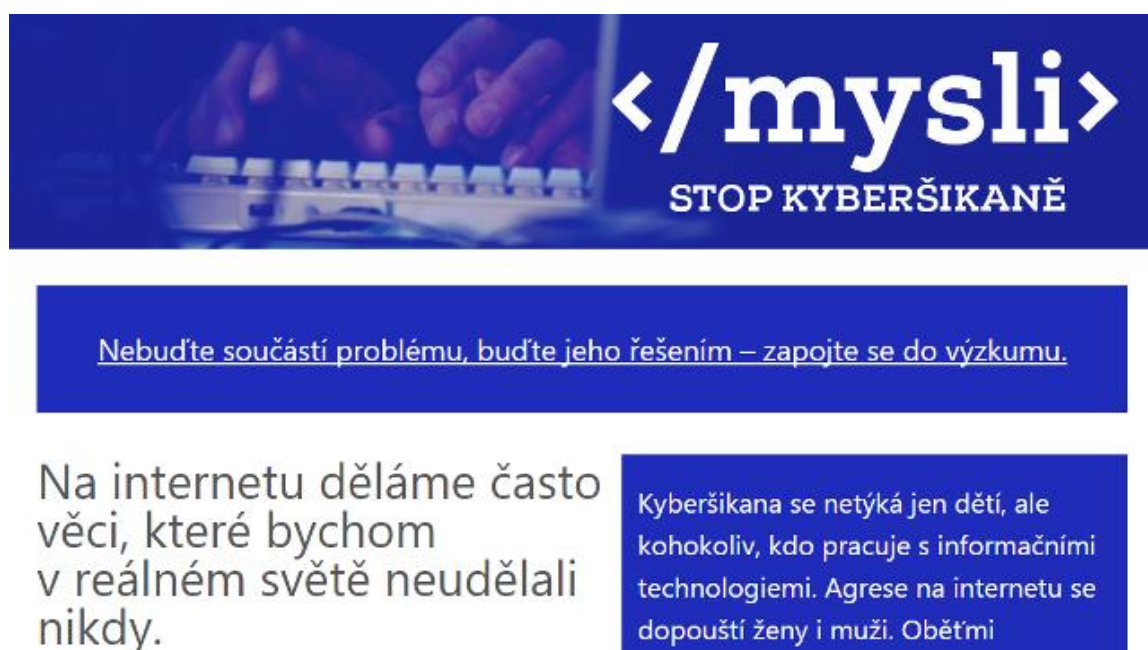 </mysli>
STOP KYBERŠIKANĚ
Nebuďte součástí problému, buďte jeho řešením – zapojte se do výzkumu.
Na internetu děláme často
věci, které bychom
v reálném světě neudělali
nikdy.
Kyberšikana se netýká jen dětí, ale
kohokoliv, kdo pracuje s informačními
technologiemi. Agrese na internetu se
dopouští ženy i muži. Oběťmi